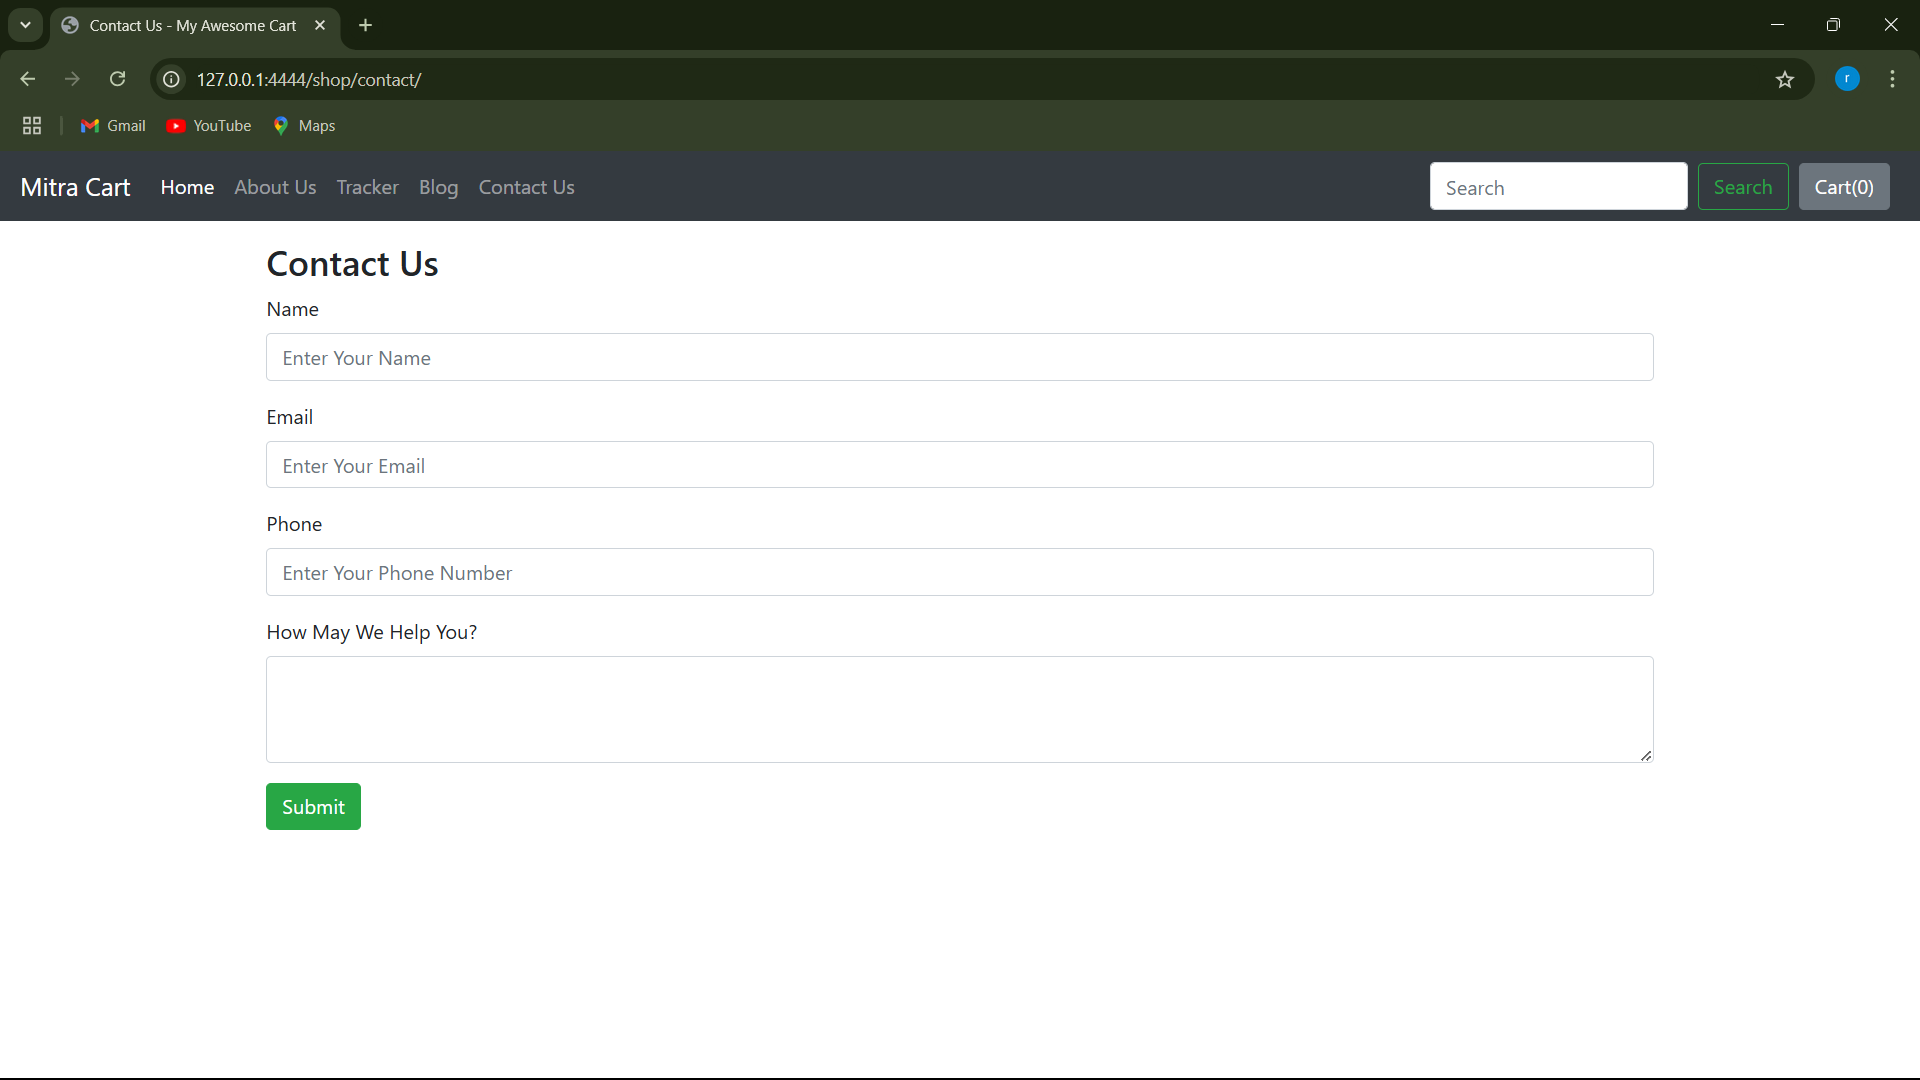 Contact Us - My Awesome Cart
127.0.0.1:4444/shop/contact/
r
Gmail YouTube Maps
Mitra Cart Home About Us Tracker Blog Contact Us Search Search Cart(0)
Contact Us
Name
Enter Your Name
Email
Enter Your Email
Phone
Enter Your Phone Number
How May We Help You?
Submit